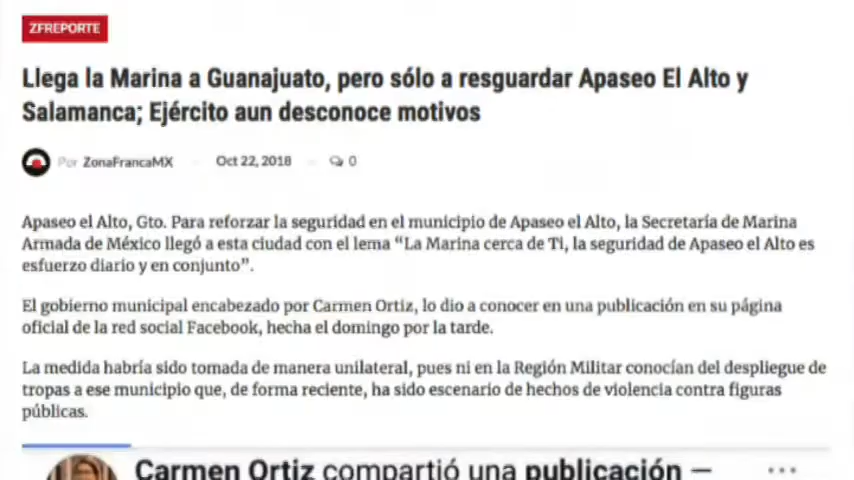 ZFREPORTE
Llega la Marina a Guanajuato, pero sólo a resguardar Apaseo El Alto y
Salamanca; Ejército aun desconoce motivos
Por ZonaFrancaMX – Oct 22, 2018 – 0
Apaseo el Alto, Gto. Para reforzar la seguridad en el municipio de Apaseo el Alto, la Secretaría de Marina
Armada de México llegó a esta ciudad con el lema “La Marina cerca de Ti, la seguridad de Apaseo el Alto es
esfuerzo diario y en conjunto”.
El gobierno municipal encabezado por Carmen Ortiz, lo dio a conocer en una publicación en su página
oficial de la red social Facebook, hecha el domingo por la tarde.
La medida habría sido tomada de manera unilateral, pues ni en la Región Militar conocían del despliegue de
tropas a ese municipio que, de forma reciente, ha sido escenario de hechos de violencia contra figuras
públicas.
Carmen Ortiz compartió una publicación —